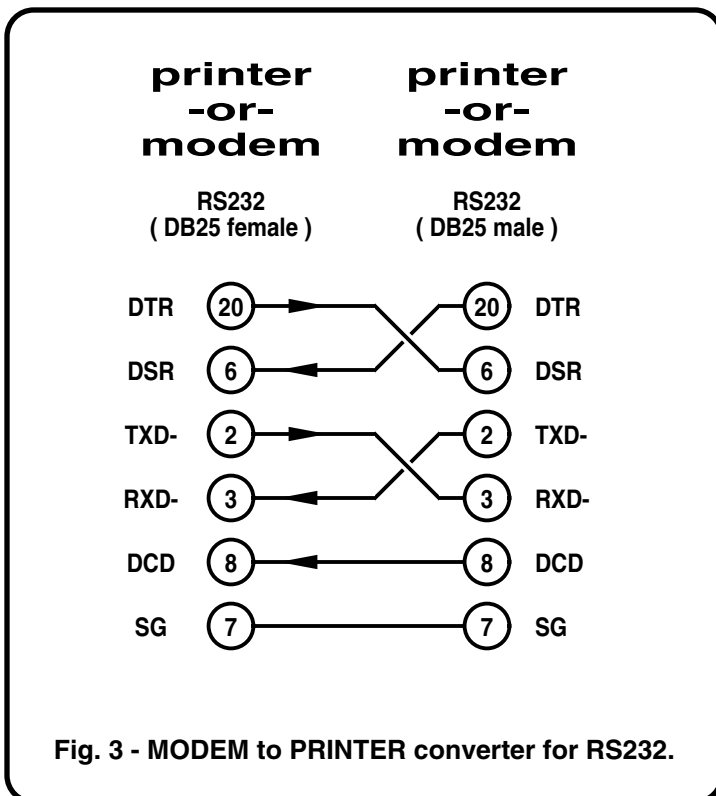 printer printer
-or- -or-
modem modem
RS232 RS232
( DB25 female ) ( DB25 male )
DTR 20 20 DTR
DSR 6 6 DSR
TXD- 2 2 TXD-
RXD- 3 3 RXD-
DCD 8 8 DCD
SG 7 7 SG
Fig. 3 - MODEM to PRINTER converter for RS232.